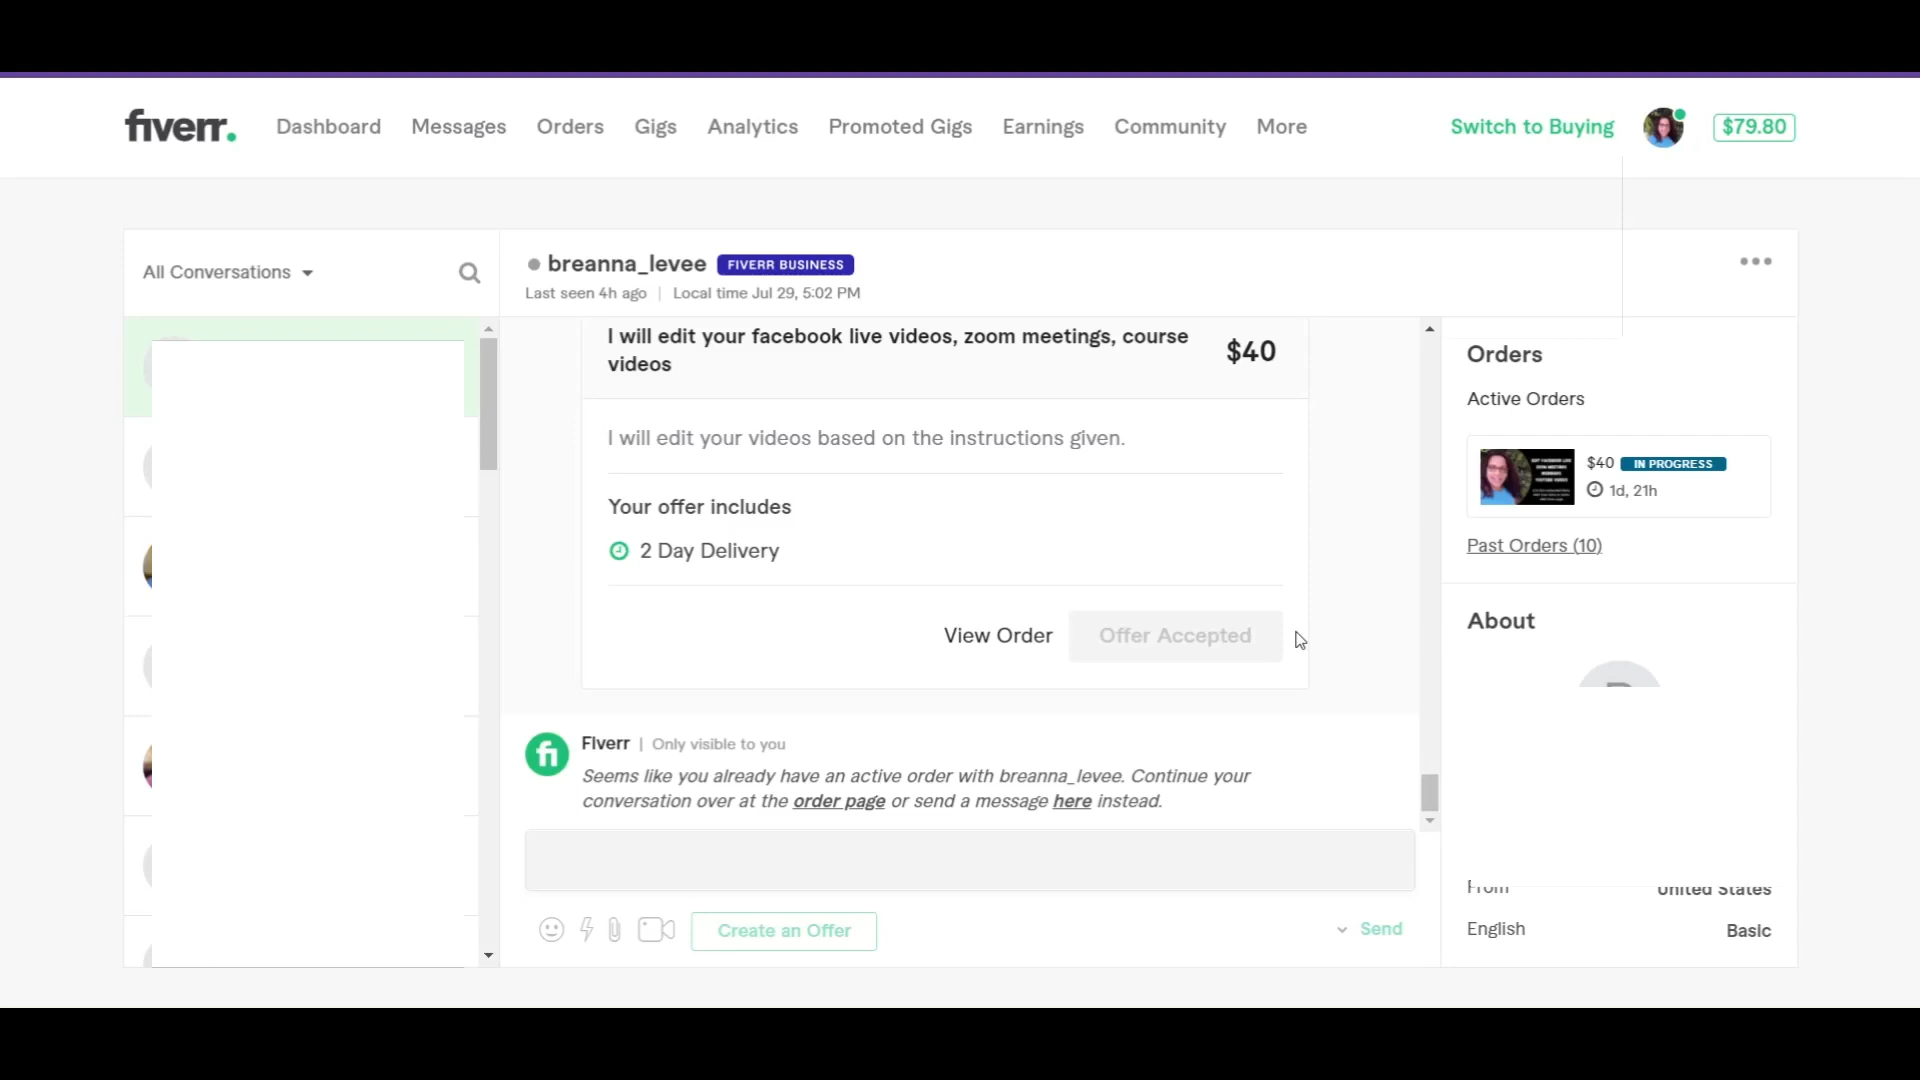 fiverr.
Dashboard
Messages
Orders
Gigs
Analytics
Promoted Gigs
Earnings
Community
More
Switch to Buying
$79.80
All Conversations
breanna_levee
FIVERR BUSINESS
Last seen 4h ago | Local time Jul 29, 5:02 PM
I will edit your facebook live videos, zoom meetings, course
videos
$40
I will edit your videos based on the instructions given.
Your offer includes
2 Day Delivery
View Order
Offer Accepted
fi
Fiverr | Only visible to you
Seems like you already have an active order with breanna_levee. Continue your
conversation over at the order page or send a message here instead.
Create an Offer
Send
Orders
Active Orders
$40 IN PROGRESS
1d, 21h
Past Orders (10)
About
From United States
English Basic